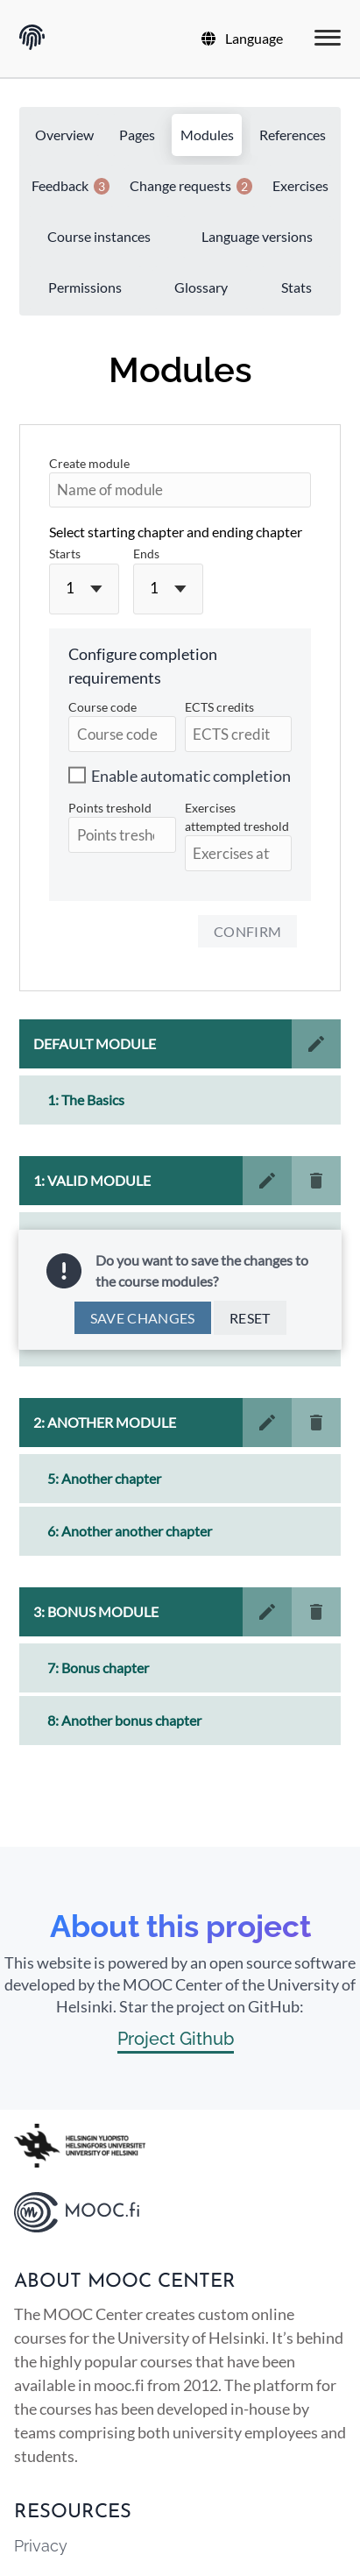 Language
Overview Pages Modules References
Feedback 3 Change requests 2 Exercises
Course instances Language versions
Permissions Glossary Stats
Modules
Create module
Name of module
Select starting chapter and ending chapter
Starts Ends
1 1
Configure completion
requirements
Course code ECTS credits
Course code ECTS credit
Enable automatic completion
Points treshold Exercises
attempted treshold
Points tresh Exercises at
CONFIRM
DEFAULT MODULE
1: The Basics
1: VALID MODULE
Do you want to save the changes to
the course modules?
SAVE CHANGES RESET
2: ANOTHER MODULE
5: Another chapter
6: Another another chapter
3: BONUS MODULE
7: Bonus chapter
8: Another bonus chapter
About this project
This website is powered by an open source software
developed by the MOOC Center of the University of
Helsinki. Star the project on GitHub:
Project Github
HELSINGIN YLIOPISTO
HELSINGFORS UNIVERSITET
UNIVERSITY OF HELSINKI
MOOC.fi
ABOUT MOOC CENTER
The MOOC Center creates custom online
courses for the University of Helsinki. It’s behind
the highly popular courses that have been
available in mooc.fi from 2012. The platform for
the courses has been developed in-house by
teams comprising both university employees and
students.
RESOURCES
Privacy